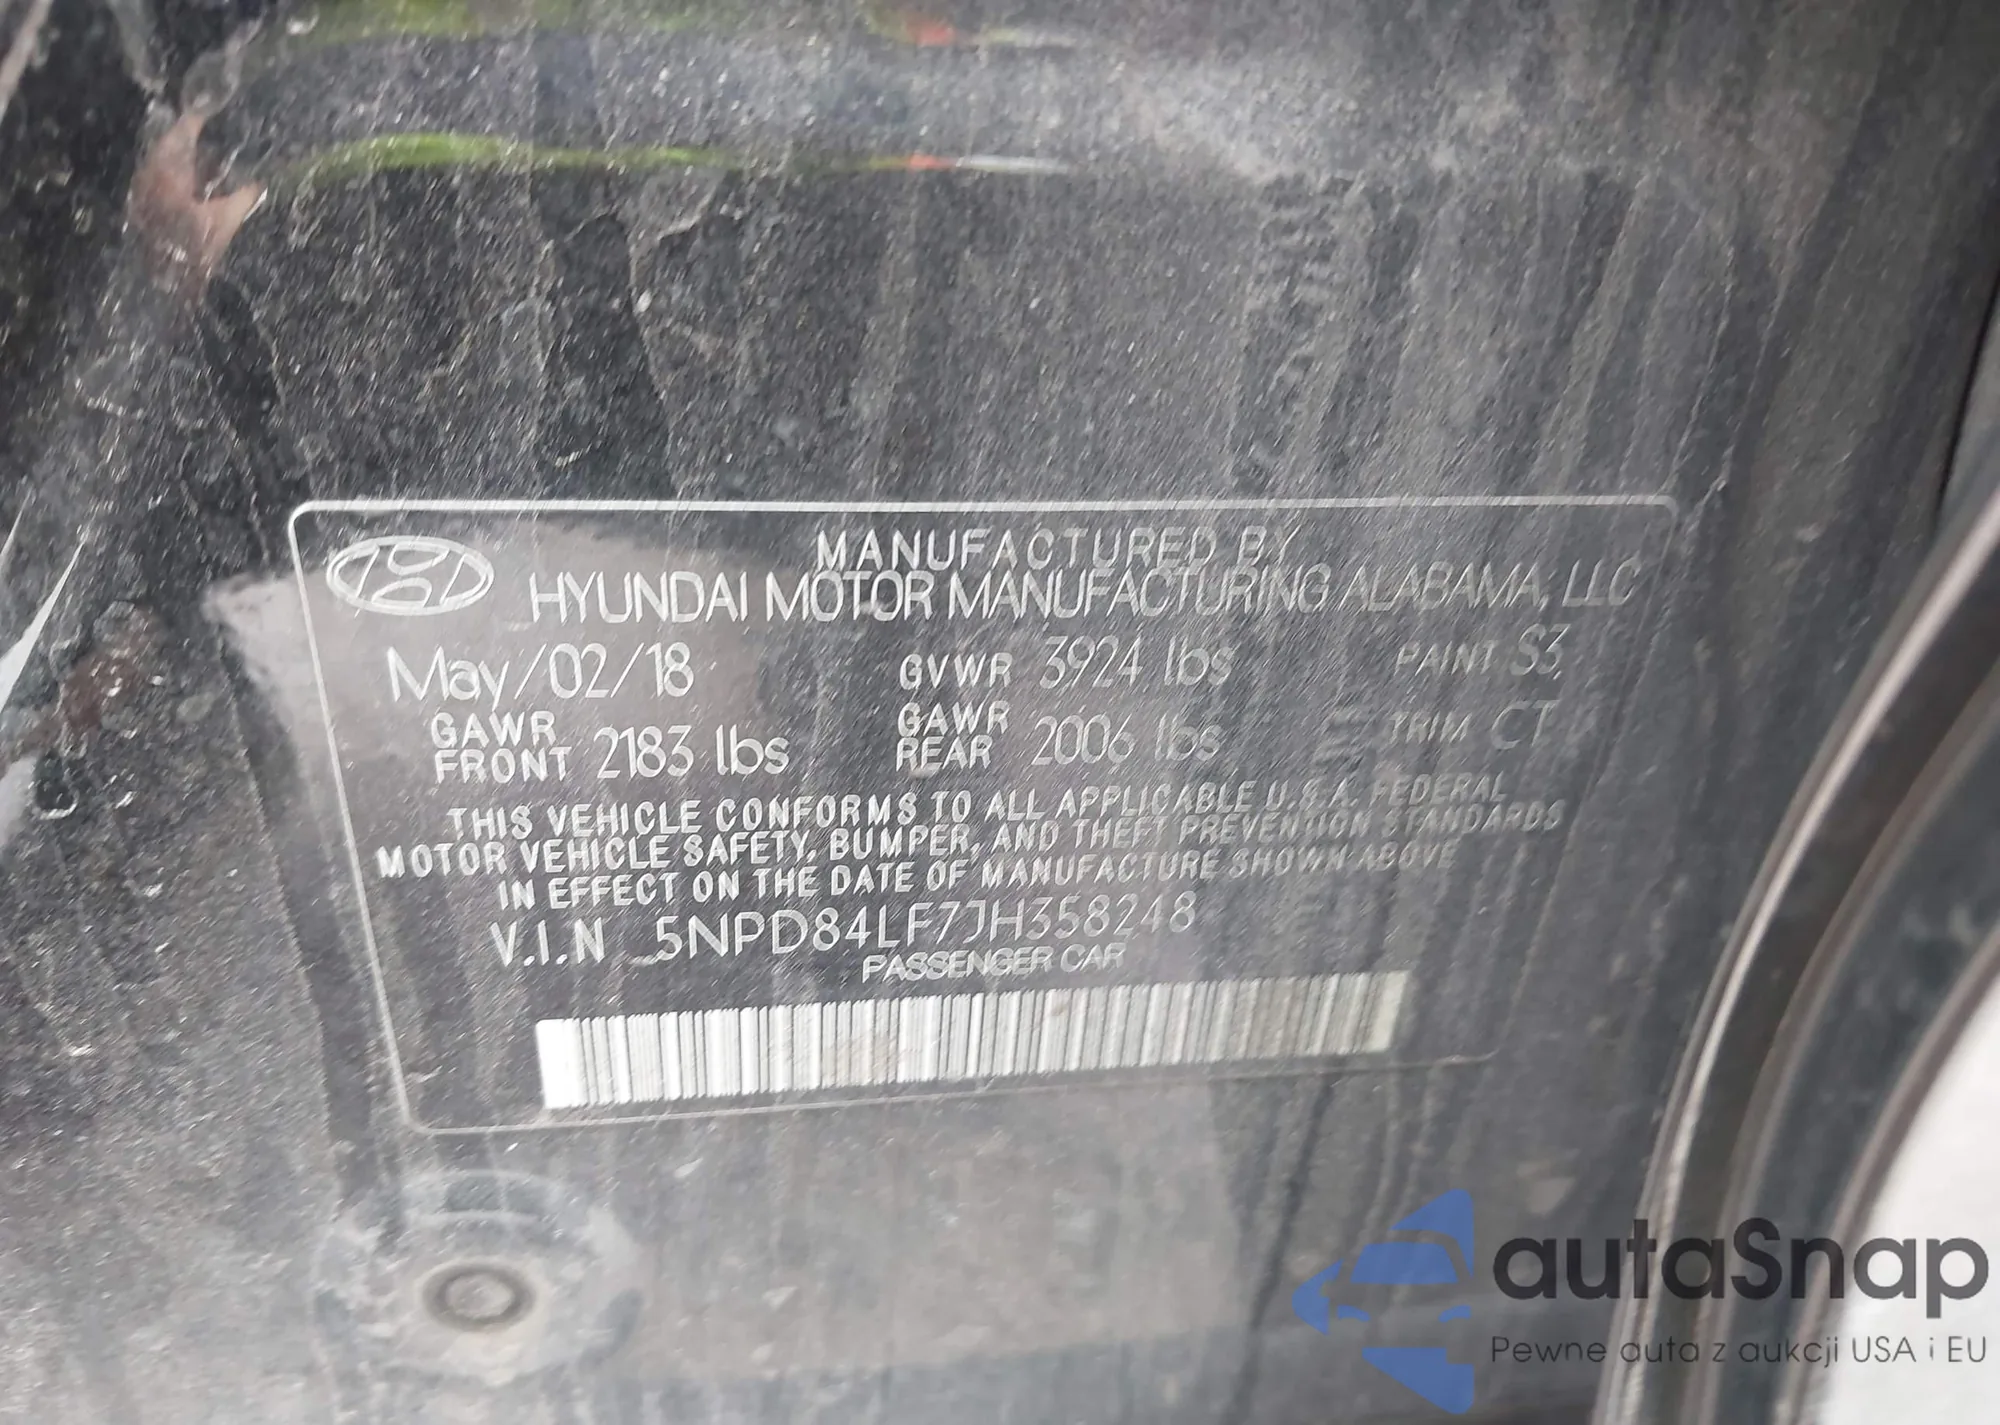 MANUFACTURED BY
HYUNDAI MOTOR MANUFACTURING ALABAMA, LLC
May/02/18 GVWR 3924 lbs PAINT S3
GAWR FRONT 2183 lbs GAWR REAR 2006 lbs TRIM CT
THIS VEHICLE CONFORMS TO ALL APPLICABLE U.S.A. FEDERAL
MOTOR VEHICLE SAFETY, BUMPER, AND THEFT PREVENTION STANDARDS
IN EFFECT ON THE DATE OF MANUFACTURE SHOWN ABOVE
V.I.N 5NPD84LF7JH358248
PASSENGER CAR
autaSnap
Pewne auta z aukcji USA i EU